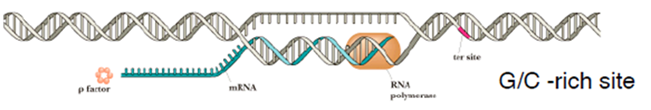 ter site
G/C -rich site
ρ factor
mRNA
RNA
polymerase